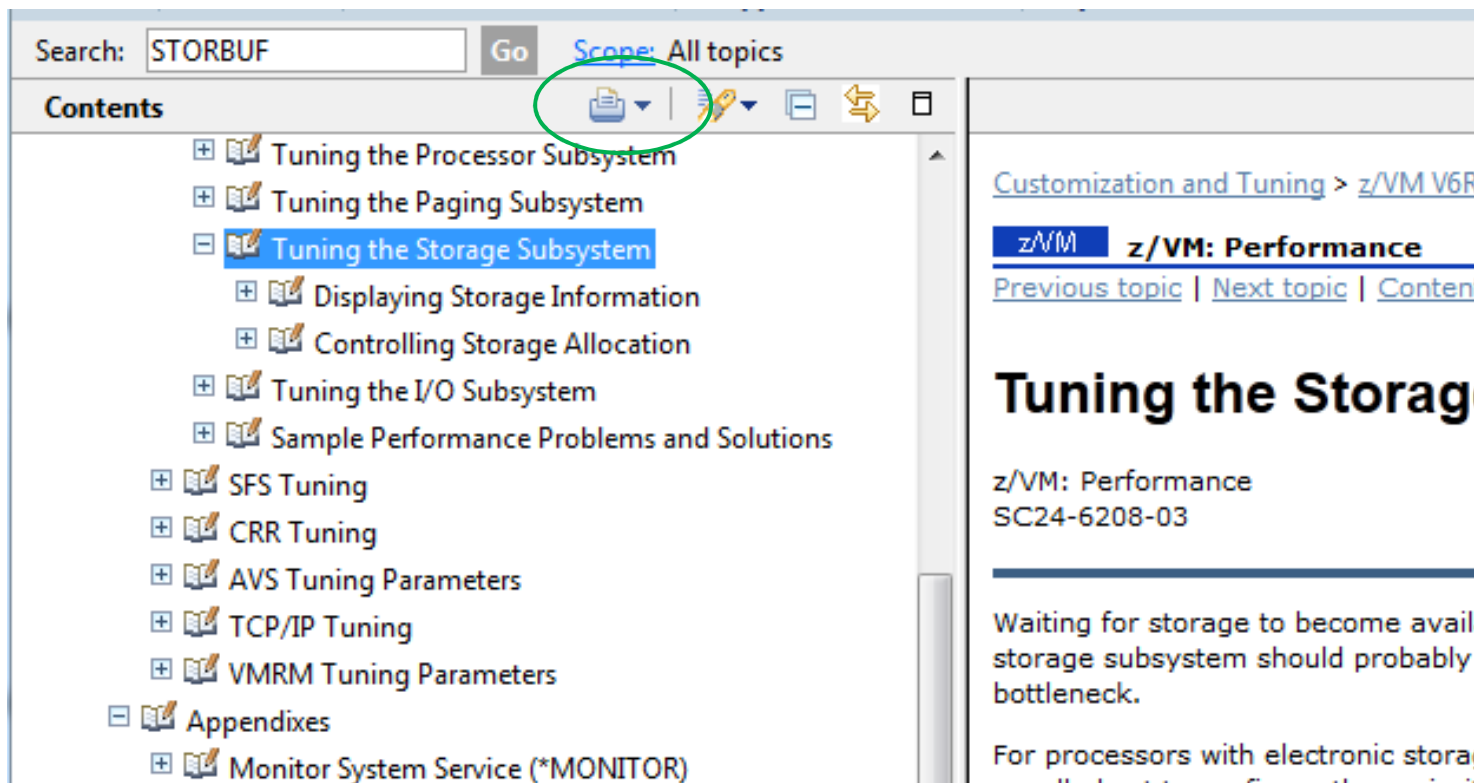 Search: STORBUF Go Scope: All topics
Contents
Tuning the Processor Subsystem
Tuning the Paging Subsystem
Tuning the Storage Subsystem
Displaying Storage Information
Controlling Storage Allocation
Tuning the I/O Subsystem
Sample Performance Problems and Solutions
SFS Tuning
CRR Tuning
AVS Tuning Parameters
TCP/IP Tuning
VMRM Tuning Parameters
Appendixes
Monitor System Service (*MONITOR)
Customization and Tuning > z/VM V6R
z/VM z/VM: Performance
Previous topic | Next topic | Conten
Tuning the Storag
z/VM: Performance
SC24-6208-03
Waiting for storage to become avail
storage subsystem should probably
bottleneck.
For processors with electronic storag